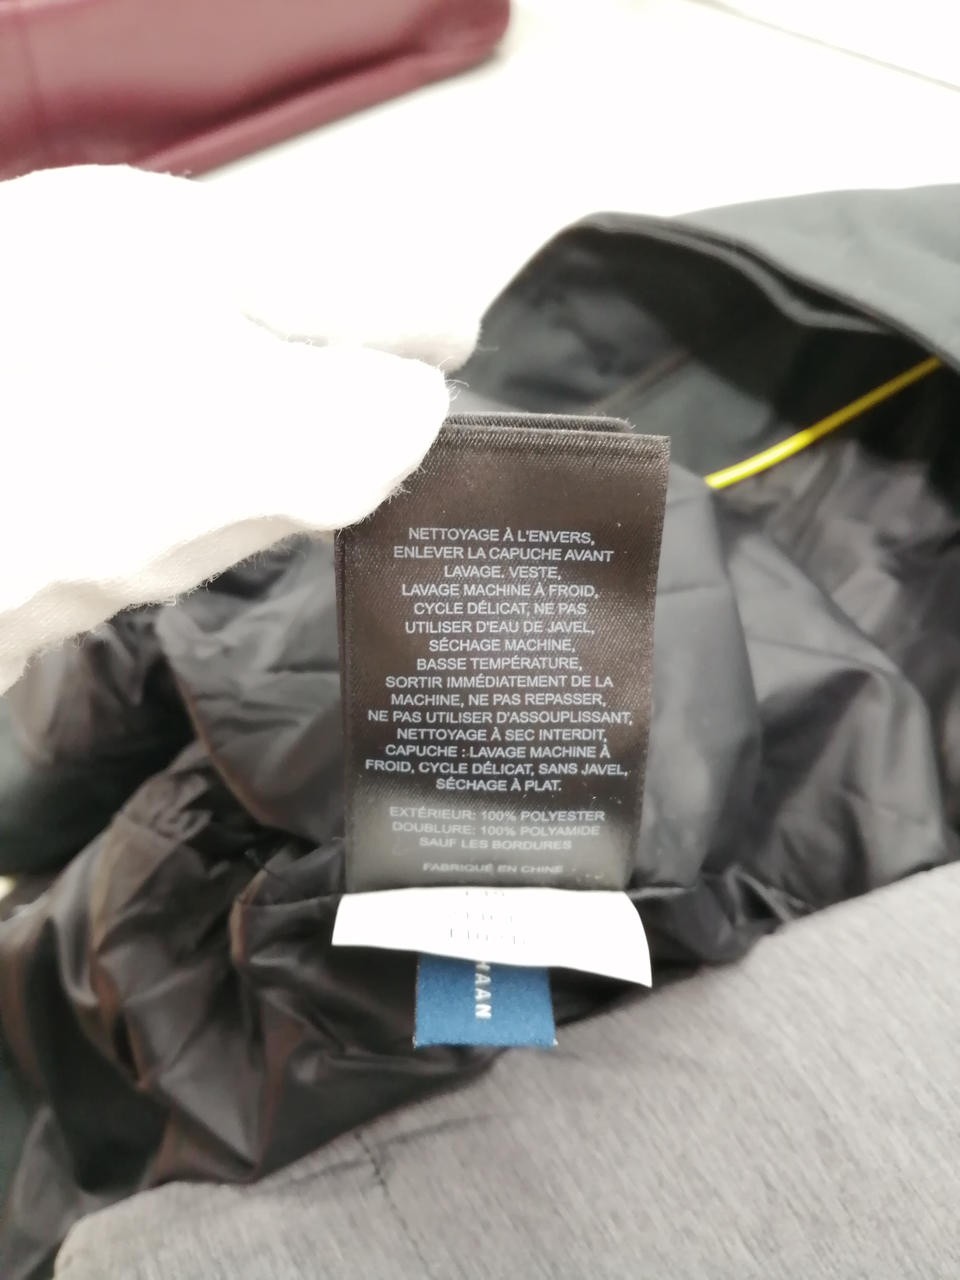 NETTOYAGE À L'ENVERS,
ENLEVER LA CAPUCHE AVANT
LAVAGE. VESTE,
LAVAGE MACHINE À FROID,
CYCLE DÉLICAT, NE PAS
UTILISER D'EAU DE JAVEL,
SÉCHAGE MACHINE,
BASSE TEMPÉRATURE,
SORTIR IMMÉDIATEMENT DE LA
MACHINE, NE PAS REPASSER,
NE PAS UTILISER D'ASSOUPLISSANT,
NETTOYAGE À SEC INTERDIT,
CAPUCHE : LAVAGE MACHINE À
FROID, CYCLE DÉLICAT, SANS JAVEL,
SÉCHAGE À PLAT.
EXTÉRIEUR: 100% POLYESTER
DOUBLURE: 100% POLYAMIDE
SAUF LES BORDURES
FABRIQUÉ EN CHINE